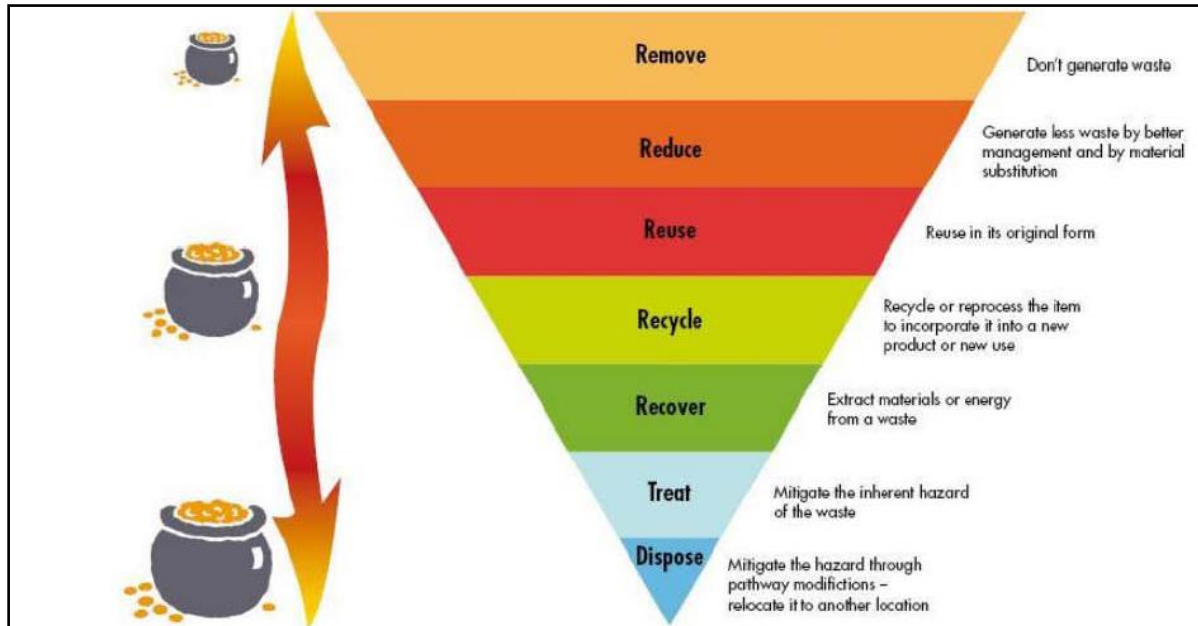 Remove
Don't generate waste
Reduce
Generate less waste by better
management and by material
substitution
Reuse
Reuse in its original form
Recycle
Recycle or reprocess the item
to incorporate it into a new
product or new use
Recover
Extract materials or energy
from a waste
Treat
Mitigate the inherent hazard
of the waste
Dispose
Mitigate the hazard through
pathway modifictions –
relocate it to another location